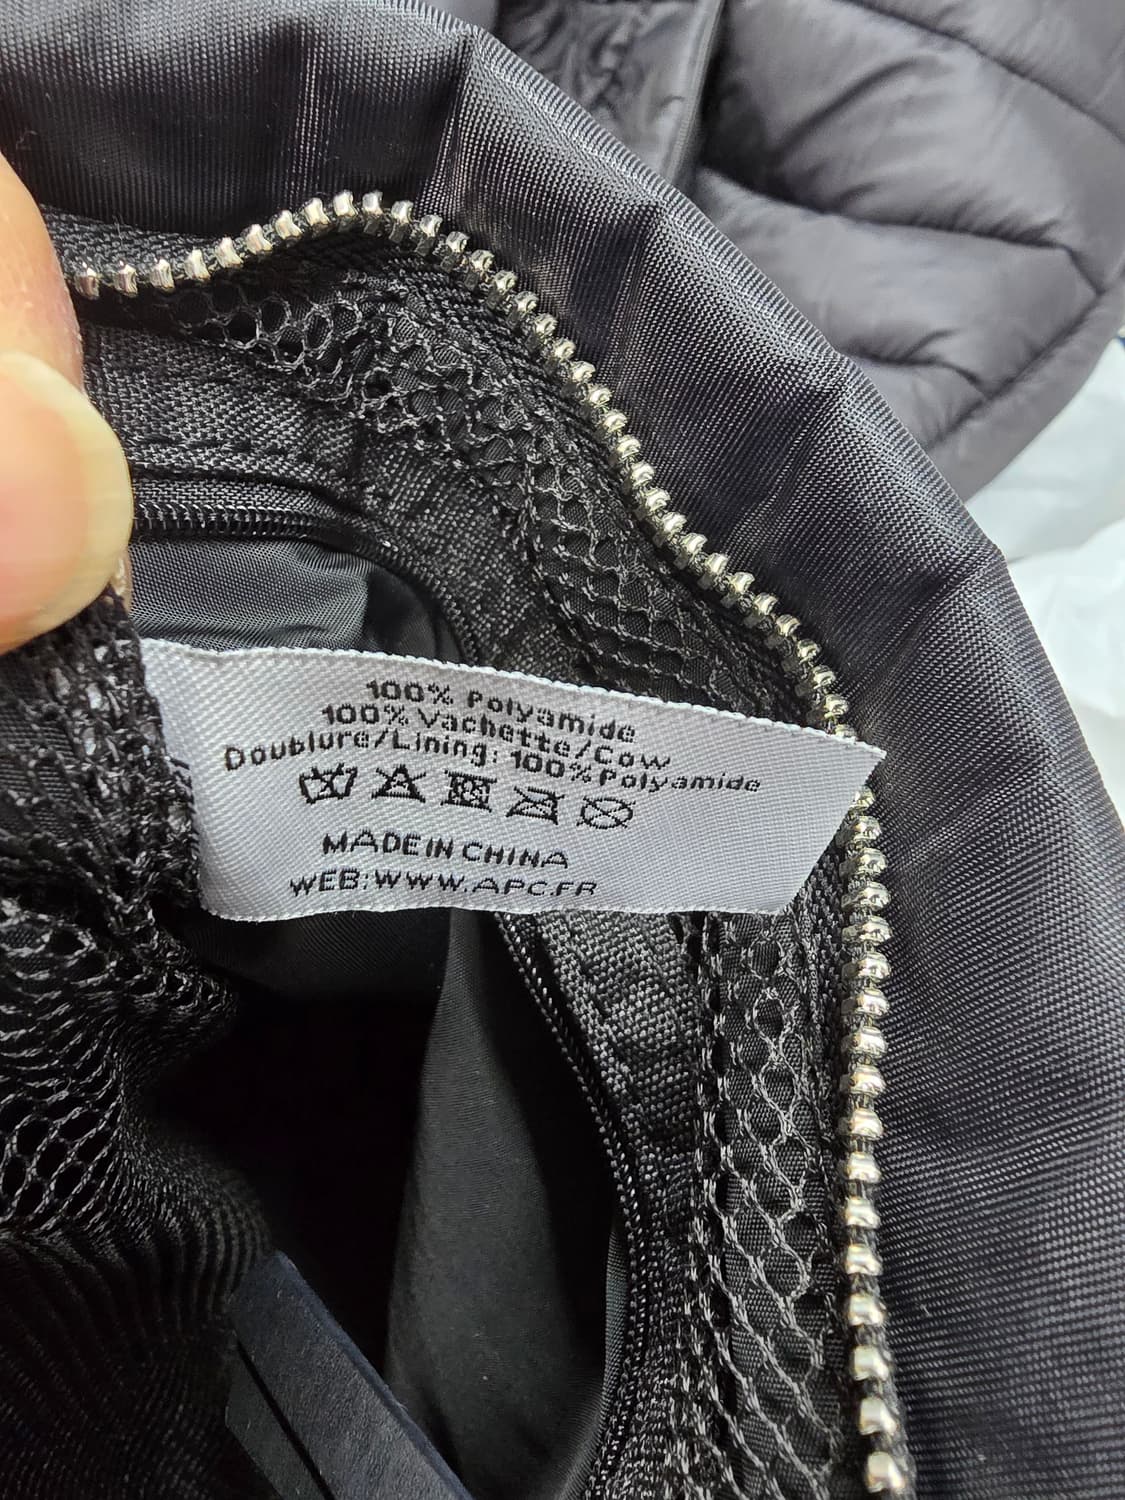 100% Polyamide
100% Vachette/Cow
Doublure/Lining: 100% Polyamide
MADE IN CHINA
WEB:WWW.APC.FR